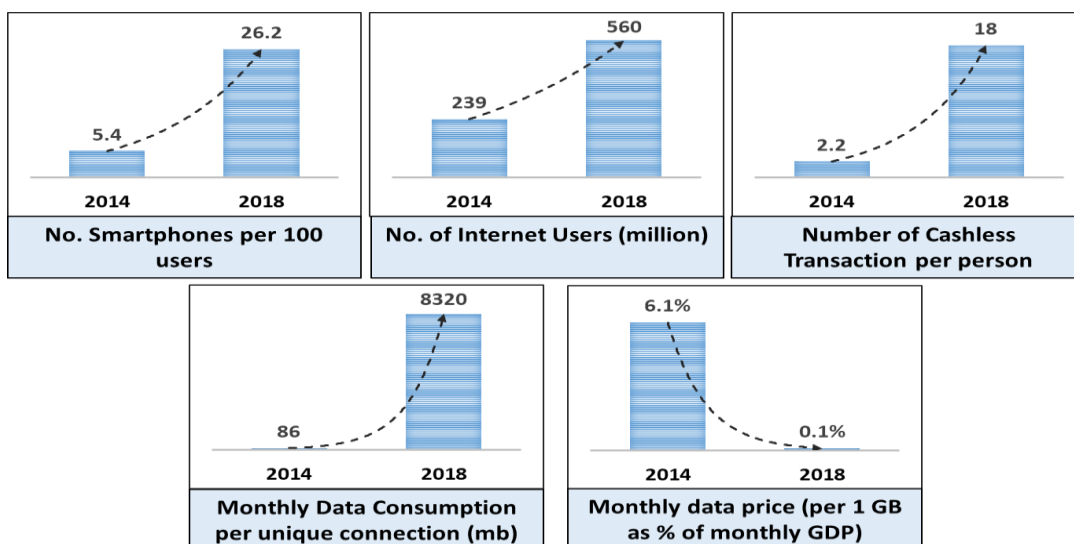 5.4
26.2
2014
2018
No. Smartphones per 100
users
239
560
2014
2018
No. of Internet Users (million)
2.2
18
2014
2018
Number of Cashless
Transaction per person
86
8320
2014
2018
Monthly Data Consumption
per unique connection (mb)
6.1%
0.1%
2014
2018
Monthly data price (per 1 GB
as % of monthly GDP)